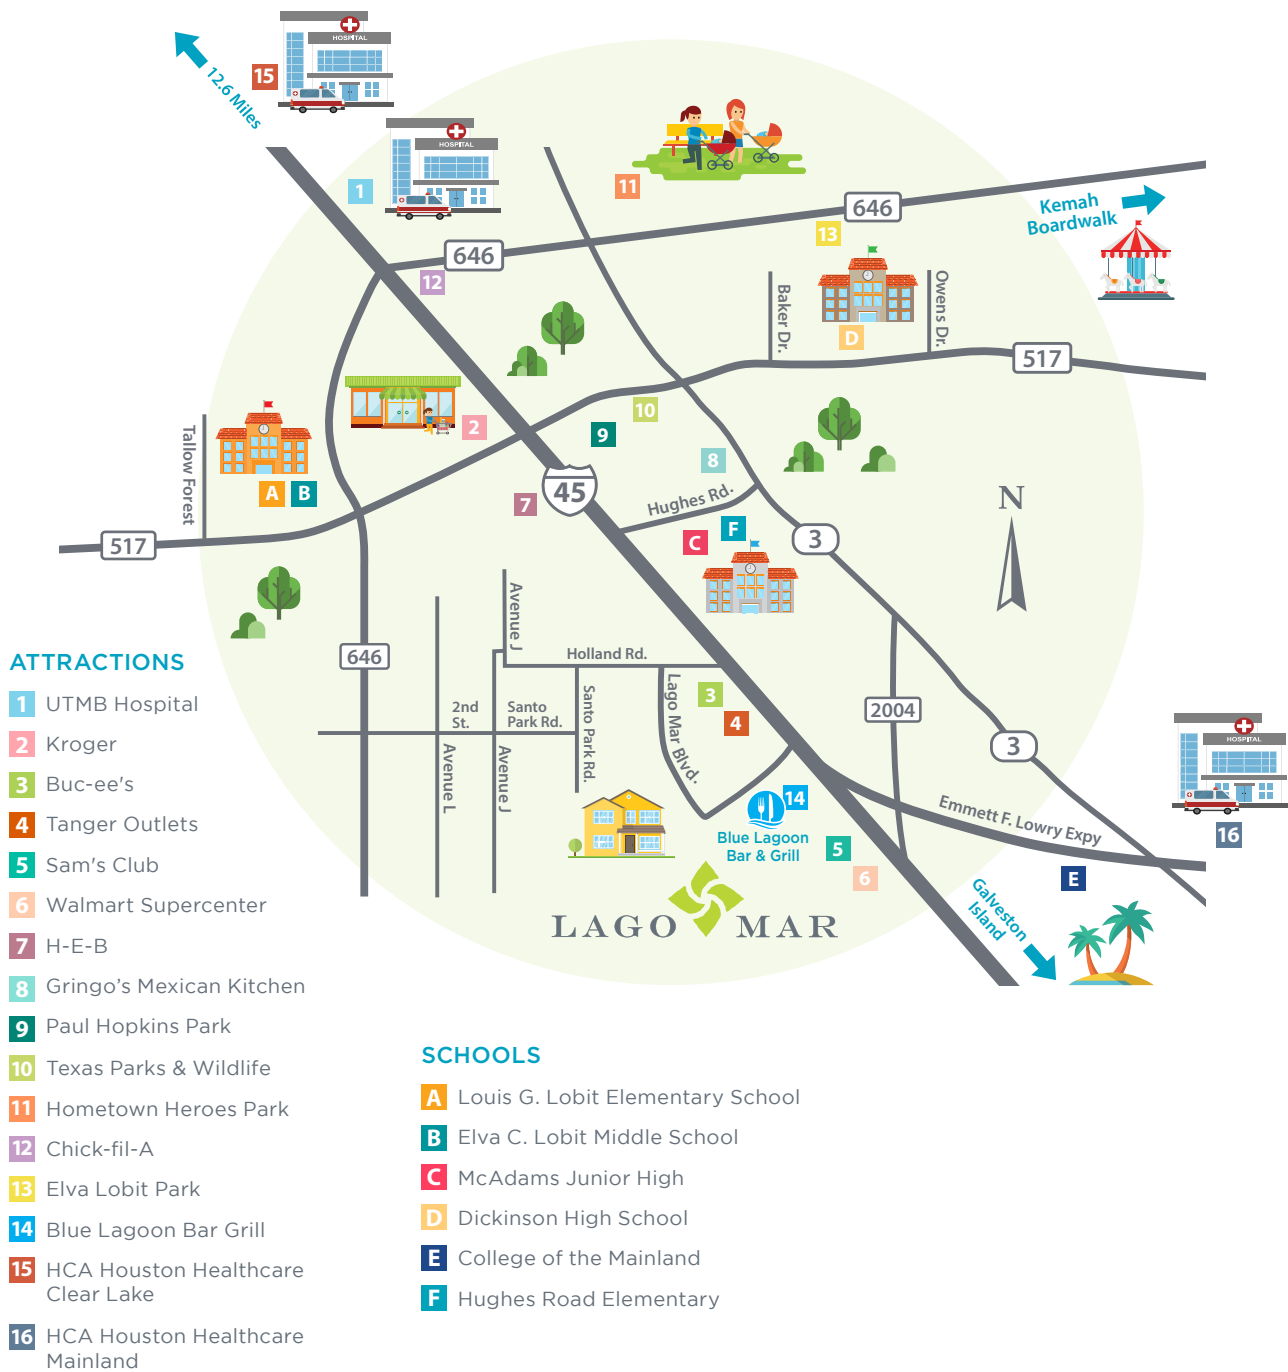 HOSPITAL
15
12.6 Miles
HOSPITAL
1
11
646
13
Kemah
Boardwalk
646
12
Baker Dr.
Owens Dr.
D
517
10
2
9
8
Tallow Forest
A
B
45
7
Hughes Rd.
N
F
C
3
517
Avenue J
646
Holland Rd.
Lago Mar Blvd.
3
4
2nd
St.
Santo
Park Rd.
Santo Park Rd.
2004
3
HOSPITAL
Avenue L
Avenue J
14
Blue Lagoon
Bar & Grill
5
6
Emmett F. Lowry Expy
16
E
Galveston
Island
LAGO MAR
ATTRACTIONS
1 UTMB Hospital
2 Kroger
3 Buc-ee's
4 Tanger Outlets
5 Sam's Club
6 Walmart Supercenter
7 H-E-B
8 Gringo’s Mexican Kitchen
9 Paul Hopkins Park
10 Texas Parks & Wildlife
11 Hometown Heroes Park
12 Chick-fil-A
13 Elva Lobit Park
14 Blue Lagoon Bar Grill
15 HCA Houston Healthcare
Clear Lake
16 HCA Houston Healthcare
Mainland
SCHOOLS
A Louis G. Lobit Elementary School
B Elva C. Lobit Middle School
C McAdams Junior High
D Dickinson High School
E College of the Mainland
F Hughes Road Elementary